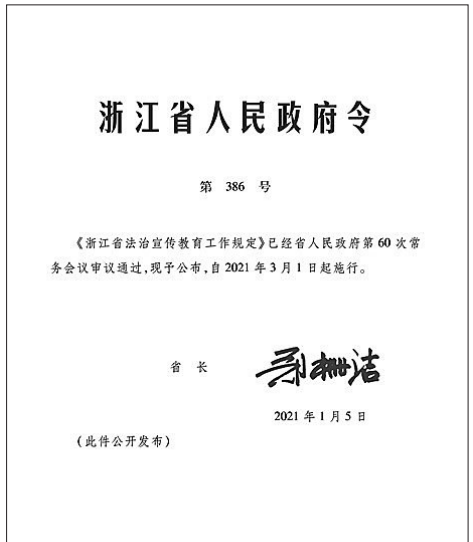 浙江省人民政府令
第 386 号
《浙江省法治宣传教育工作规定》已经省人民政府第 60 次常
务会议审议通过,现予公布,自 2021 年 3 月 1 日起施行。
省 长 郑栅洁
2021 年 1 月 5 日
(此件公开发布)